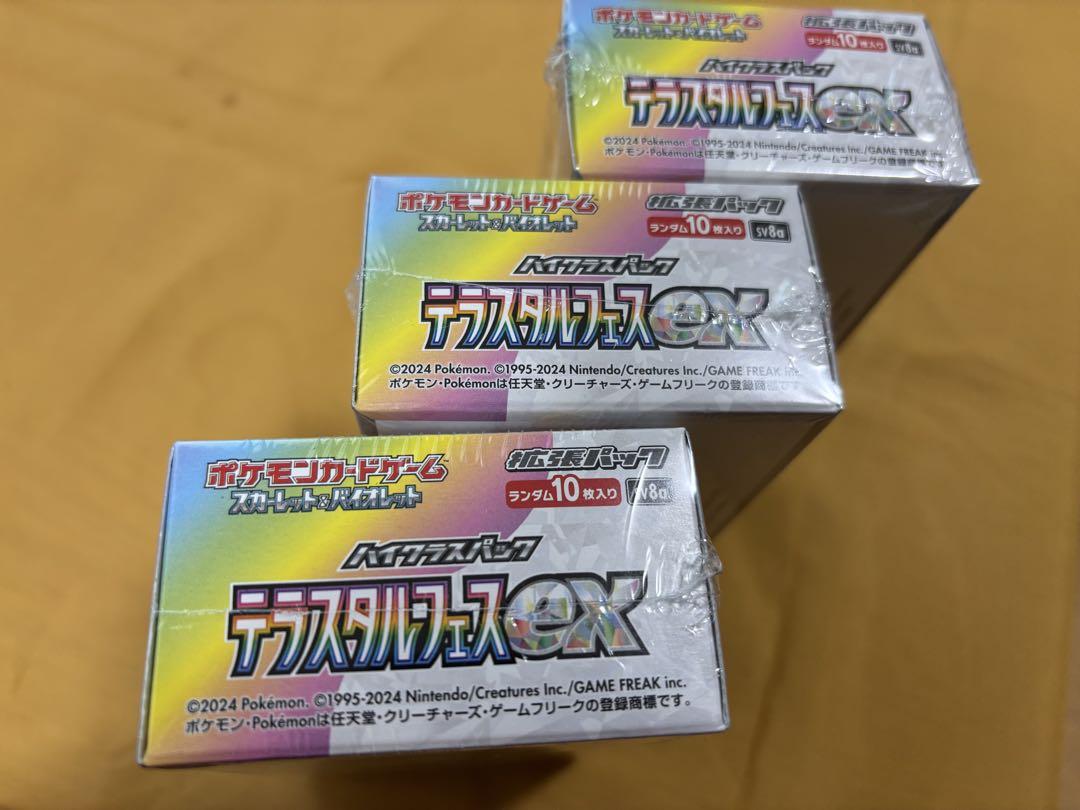 ポケモンカードゲーム
スカーレット&バイオレット
拡張パック
ランダム10枚入り
sv8a
ハイクラスパック
テラスタルフェスex
©2024 Pokémon. ©1995-2024 Nintendo/Creatures Inc./GAME FREAK inc.
ポケモン・Pokémonは任天堂・クリーチャーズ・ゲームフリークの登録商標です
ポケモンカードゲーム
スカーレット&バイオレット
拡張パック
ランダム10枚入り
sv8a
ハイクラスパック
テラスタルフェスex
©2024 Pokémon. ©1995-2024 Nintendo/Creatures Inc./GAME FREAK inc.
ポケモン・Pokémonは任天堂・クリーチャーズ・ゲームフリークの登録商標です
ポケモンカードゲーム
スカーレット&バイオレット
拡張パック
ランダム10枚入り
sv8a
ハイクラスパック
テラスタルフェスex
©2024 Pokémon. ©1995-2024 Nintendo/Creatures Inc./GAME FREAK inc.
ポケモン・Pokémonは任天堂・クリーチャーズ・ゲームフリークの登録商標です。